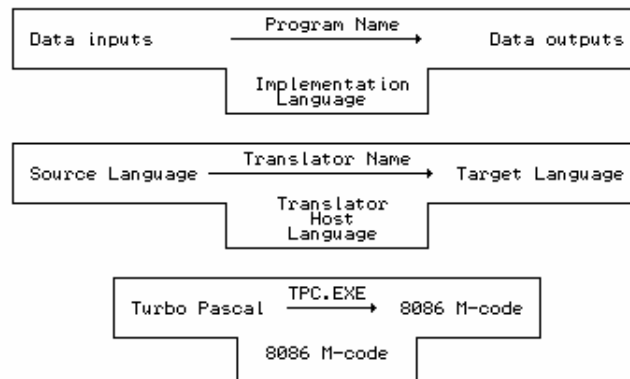 Program Name
Data inputs Data outputs
Implementation
Language
Translator Name
Source Language Target Language
Translator
Host
Language
TPC.EXE
Turbo Pascal 8086 M-code
8086 M-code